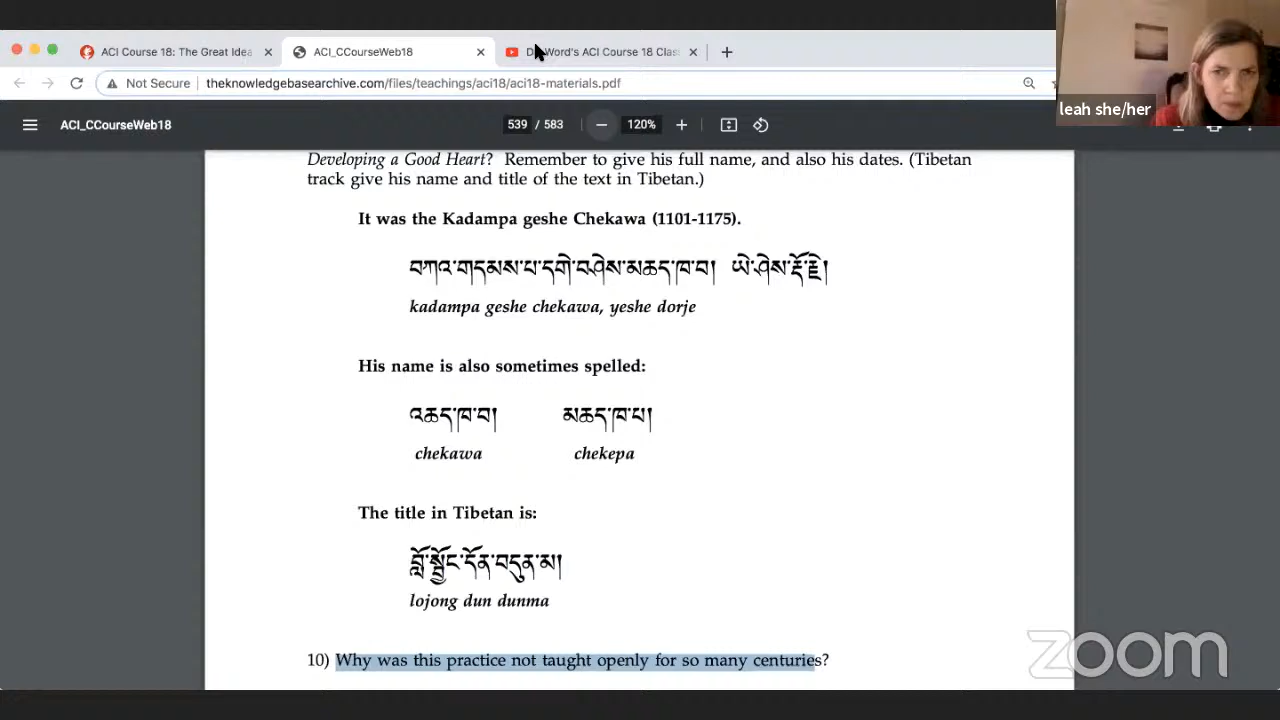 ACI Course 18: The Great Idea
ACI_CCourseWeb18
Word's ACI Course 18 Clas
Not Secure
theknowledgebasearchive.com/files/teachings/aci18/aci18-materials.pdf
leah she/her
ACI_CCourseWeb18
539 / 583
120%
Developing a Good Heart? Remember to give his full name, and also his dates. (Tibetan
track give his name and title of the text in Tibetan.)
It was the Kadampa geshe Chekawa (1101-1175).
བཀའ་གདམས་པ་དགེ་བཤེས་མཆད་ཁ་བ། ཡེ་ཤེས་རྡོ་རྗེ།
kadampa geshe chekawa, yeshe dorje
His name is also sometimes spelled:
འཆད་ཁ་བ། མཆད་ཁ་པ།
chekawa chekepa
The title in Tibetan is:
བློ་སྦྱོང་དོན་བདུན་མ།
lojong dun dunma
10) Why was this practice not taught openly for so many centuries?
zoom